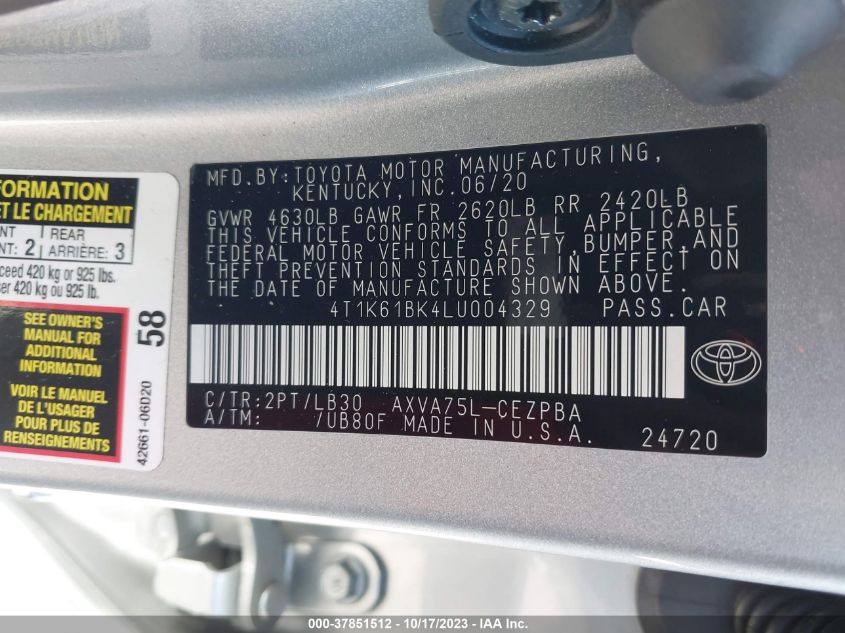 FORMATION
ET LE CHARGEMENT
NT: 2
REAR
ARRIÈRE: 3
ceed 420 kg or 925 lbs.
ser 420 kg ou 925 lb.
SEE OWNER'S
MANUAL FOR
ADDITIONAL
INFORMATION
VOIR LE MANUEL
DE L'USAGER
POUR PLUS DE
RENSEIGNEMENTS
58
42661-06D20
MFD.BY:TOYOTA MOTOR MANUFACTURING,
KENTUCKY,INC.06/20
GVWR 4630LB GAWR FR 2620LB RR 2420LB
THIS VEHICLE CONFORMS TO ALL APPLICABLE
FEDERAL MOTOR VEHICLE SAFETY,BUMPER,AND
THEFT PREVENTION STANDARDS IN EFFECT ON
THE DATE OF MANUFACTURE SHOWN ABOVE.
4T1K61BK4LU004329 PASS.CAR
C/TR:2PT/LB30 AXVA75L-CEZPBA
A/TM: /UB80F MADE IN U.S.A. 24720
000-37851512 - 10/17/2023 - IAA Inc.